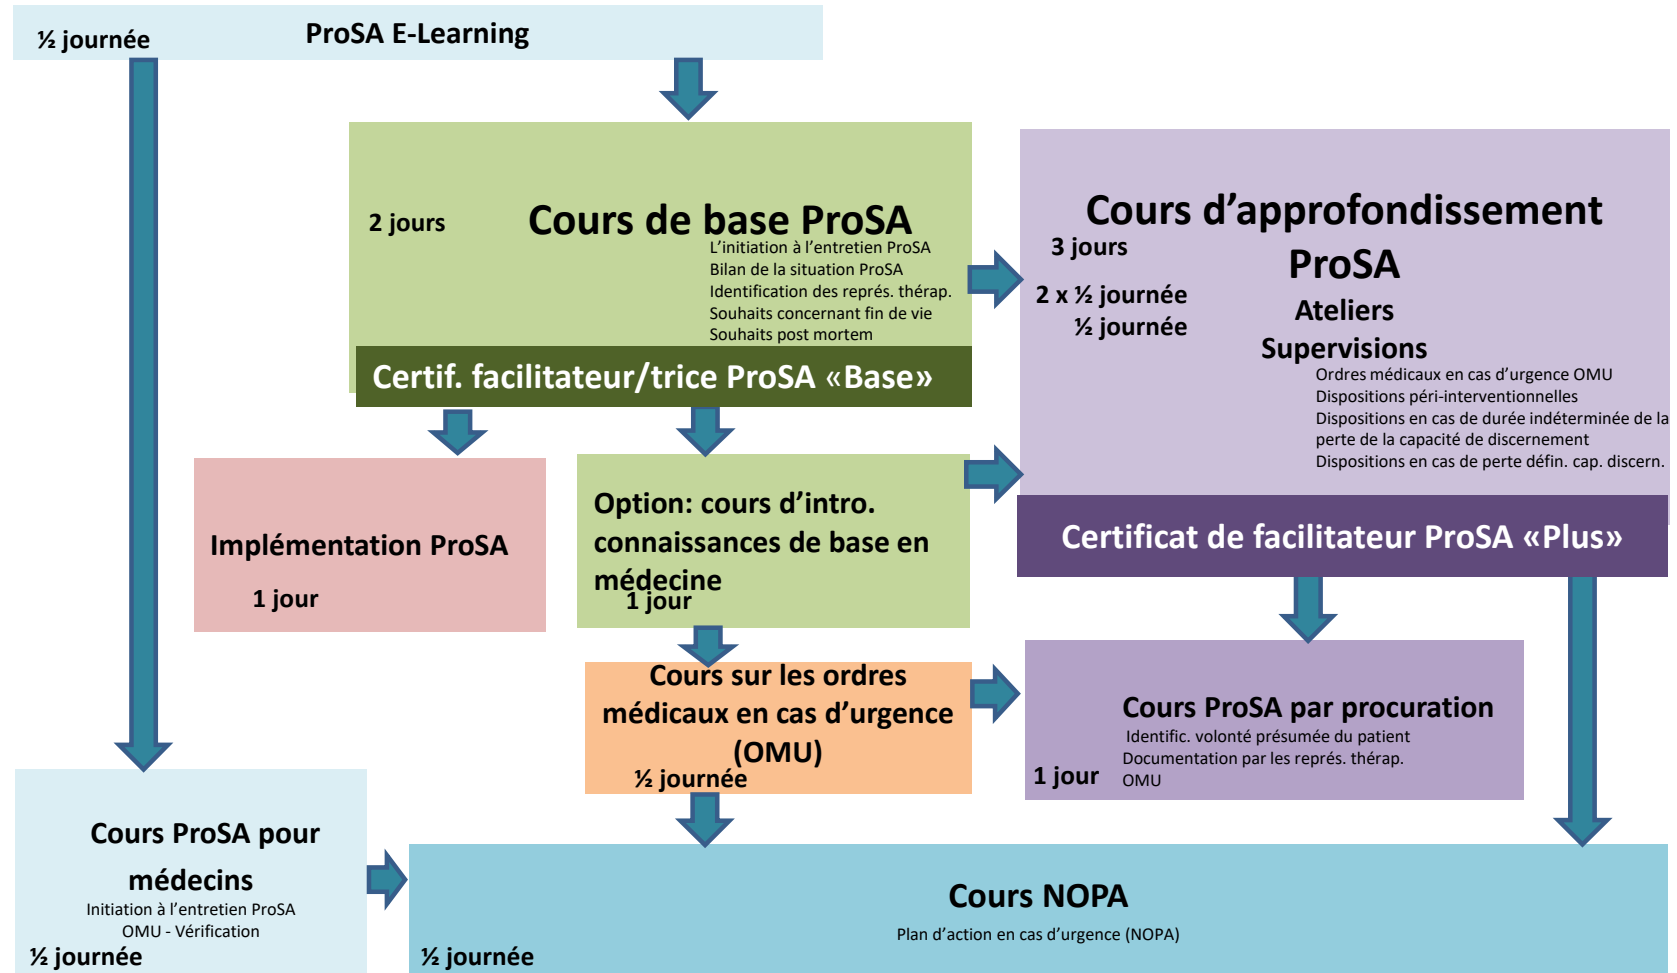 ½ journée
ProSA E-Learning
2 jours
Cours de base ProSA
L’initiation à l’entretien ProSA
Bilan de la situation ProSA
Identification des représ. thérap.
Souhaits concernant fin de vie
Souhaits post mortem
Certif. facilitateur/trice ProSA «Base»
Cours d’approfondissement
ProSA
3 jours
2 x ½ journée
Ateliers
½ journée
Supervisions
Ordres médicaux en cas d’urgence OMU
Dispositions péri-interventionnelles
Dispositions en cas de durée indéterminée de la
perte de la capacité de discernement
Dispositions en cas de perte défin. cap. discern.
Certificat de facilitateur ProSA «Plus»
Implémentation ProSA
1 jour
Option: cours d’intro.
connaissances de base en
médecine
1 jour
Cours sur les ordres
médicaux en cas d’urgence
(OMU)
½ journée
Cours ProSA par procuration
Identific. volonté présumée du patient
Documentation par les représ. thérap.
OMU
1 jour
Cours ProSA pour
médecins
Initiation à l’entretien ProSA
OMU - Vérification
½ journée
Cours NOPA
Plan d’action en cas d’urgence (NOPA)
½ journée